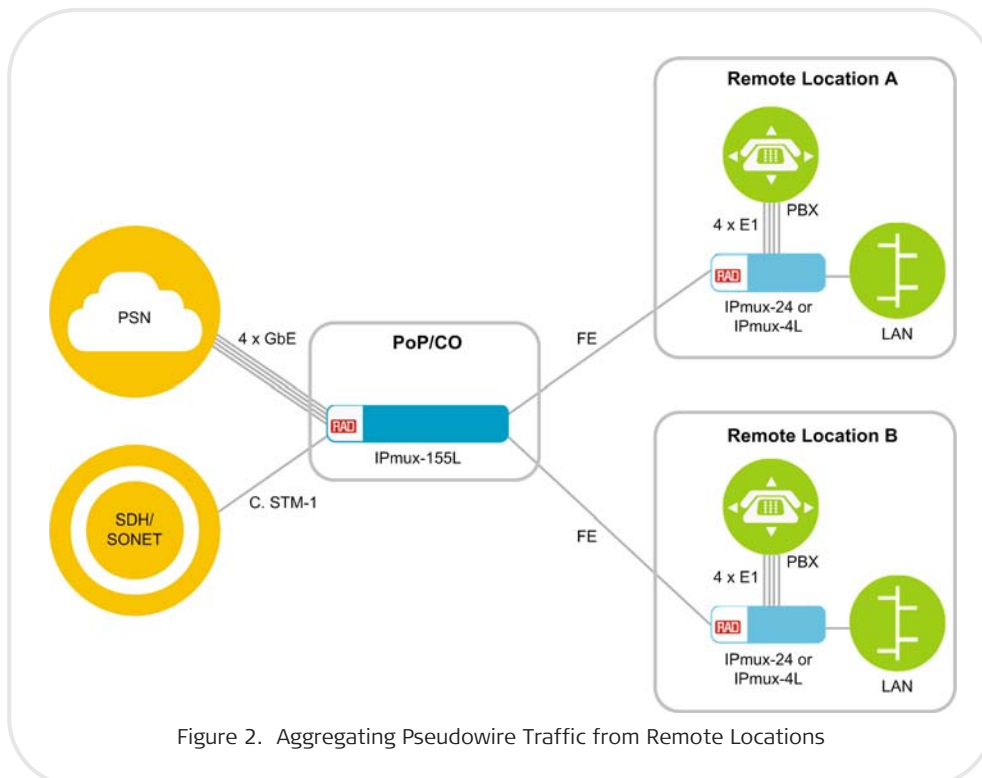 PSN
4 x GbE
SDH/
SONET
C. STM-1
PoP/CO
RAD
IPmux-155L
FE
FE
Remote Location A
PBX
4 x E1
RAD
IPmux-24 or
IPmux-4L
LAN
Remote Location B
PBX
4 x E1
RAD
IPmux-24 or
IPmux-4L
LAN
Figure 2. Aggregating Pseudowire Traffic from Remote Locations